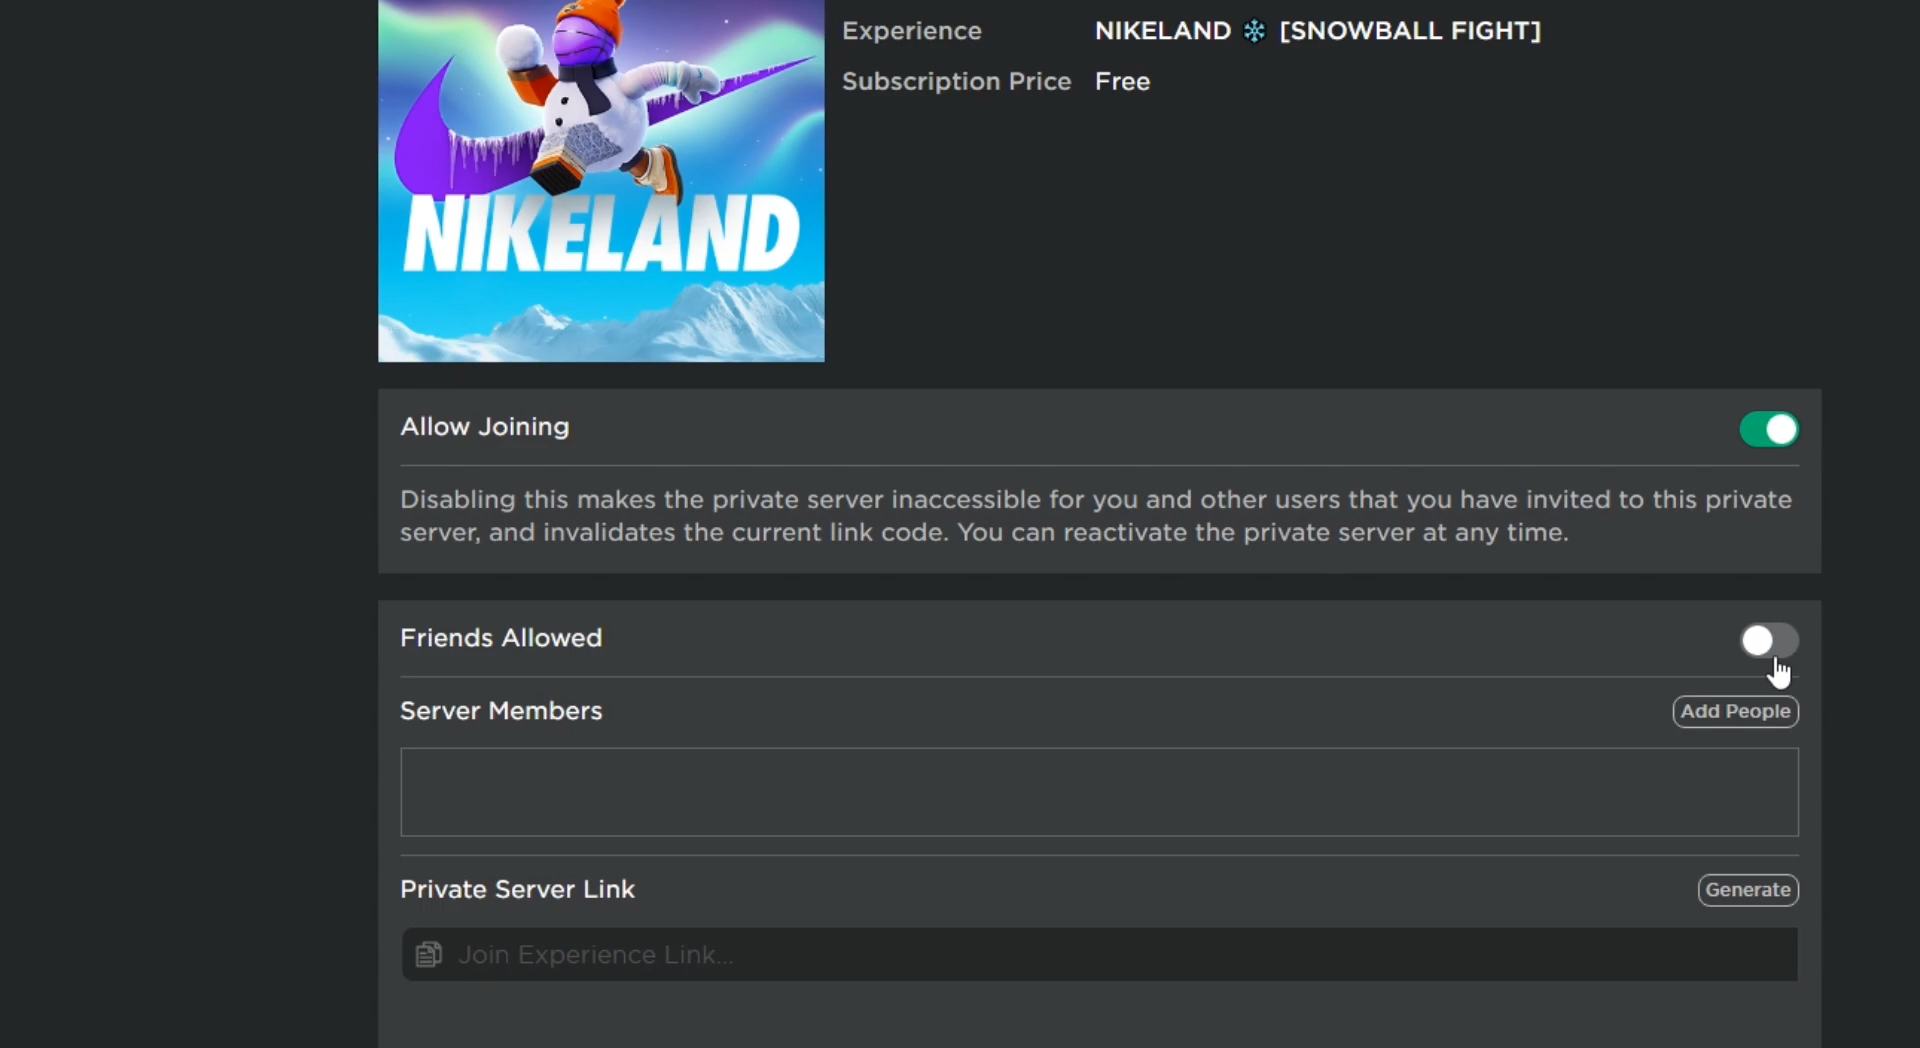 Experience NIKELAND ❄ [SNOWBALL FIGHT]
Subscription Price Free
NIKELAND
Allow Joining
Disabling this makes the private server inaccessible for you and other users that you have invited to this private
server, and invalidates the current link code. You can reactivate the private server at any time.
Friends Allowed
Server Members Add People
Private Server Link Generate
Join Experience Link...